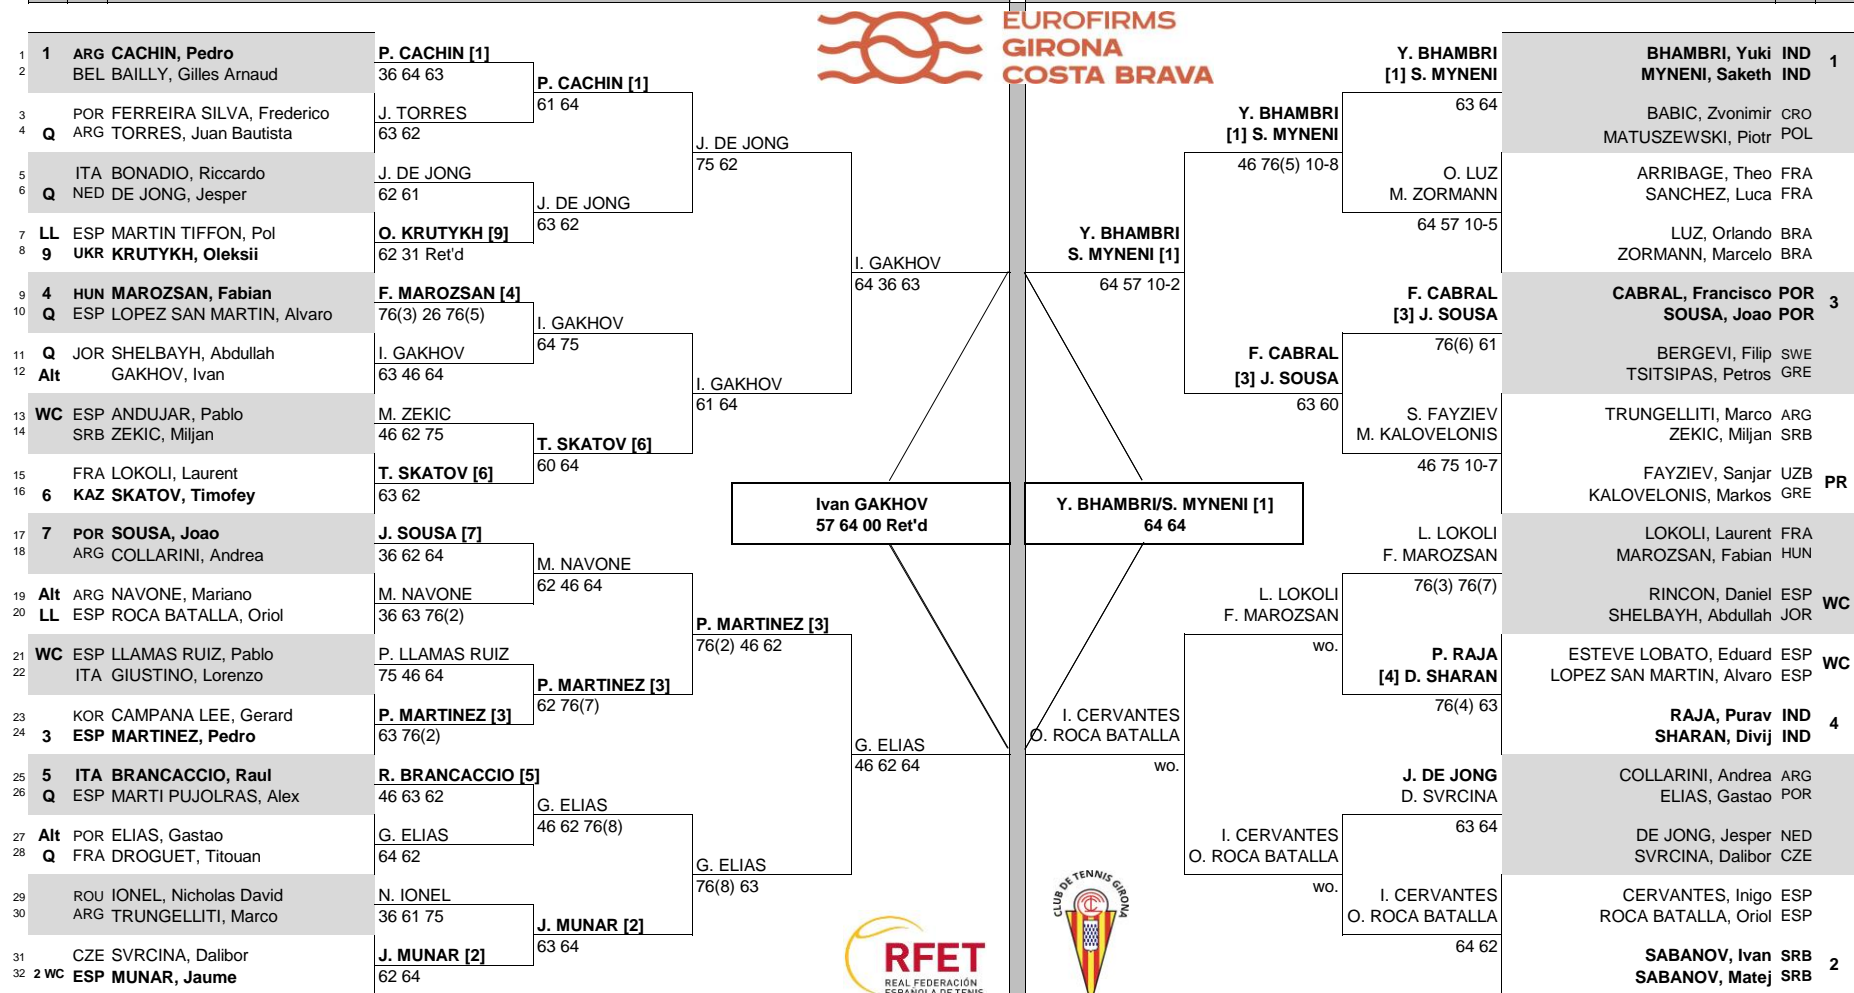 EUROFIRMS
GIRONA
COSTA BRAVA
1 1 ARG CACHIN, Pedro
2 BEL BAILLY, Gilles Arnaud
3 POR FERREIRA SILVA, Frederico
4 Q ARG TORRES, Juan Bautista
5 ITA BONADIO, Riccardo
6 Q NED DE JONG, Jesper
7 LL ESP MARTIN TIFFON, Pol
8 9 UKR KRUTYKH, Oleksii
9 4 HUN MAROZSAN, Fabian
10 Q ESP LOPEZ SAN MARTIN, Alvaro
11 Q JOR SHELBAYH, Abdullah
12 Alt GAKHOV, Ivan
13 WC ESP ANDUJAR, Pablo
14 SRB ZEKIC, Miljan
15 FRA LOKOLI, Laurent
16 6 KAZ SKATOV, Timofey
17 7 POR SOUSA, Joao
18 ARG COLLARINI, Andrea
19 Alt ARG NAVONE, Mariano
20 LL ESP ROCA BATALLA, Oriol
21 WC ESP LLAMAS RUIZ, Pablo
22 ITA GIUSTINO, Lorenzo
23 KOR CAMPANA LEE, Gerard
24 3 ESP MARTINEZ, Pedro
25 5 ITA BRANCACCIO, Raul
26 Q ESP MARTI PUJOLRAS, Alex
27 Alt POR ELIAS, Gastao
28 Q FRA DROGUET, Titouan
29 ROU IONEL, Nicholas David
30 ARG TRUNGELLITI, Marco
31 CZE SVRCINA, Dalibor
32 2 WC ESP MUNAR, Jaume
P. CACHIN [1]
36 64 63
J. TORRES
63 62
J. DE JONG
62 61
O. KRUTYKH [9]
62 31 Ret'd
F. MAROZSAN [4]
76(3) 26 76(5)
I. GAKHOV
63 46 64
M. ZEKIC
46 62 75
T. SKATOV [6]
63 62
J. SOUSA [7]
36 62 64
M. NAVONE
36 63 76(2)
P. LLAMAS RUIZ
75 46 64
P. MARTINEZ [3]
63 76(2)
R. BRANCACCIO [5]
46 63 62
G. ELIAS
64 62
N. IONEL
36 61 75
J. MUNAR [2]
62 64
P. CACHIN [1]
61 64
J. DE JONG
63 62
I. GAKHOV
64 75
T. SKATOV [6]
60 64
M. NAVONE
62 46 64
P. MARTINEZ [3]
62 76(7)
G. ELIAS
46 62 76(8)
J. MUNAR [2]
63 64
J. DE JONG
75 62
I. GAKHOV
61 64
P. MARTINEZ [3]
76(2) 46 62
G. ELIAS
76(8) 63
I. GAKHOV
64 36 63
G. ELIAS
46 62 64
Ivan GAKHOV
57 64 00 Ret'd
Y. BHAMBRI/S. MYNENI [1]
64 64
Y. BHAMBRI
S. MYNENI [1]
64 57 10-2
I. CERVANTES
O. ROCA BATALLA
wo.
Y. BHAMBRI
[1] S. MYNENI
46 76(5) 10-8
F. CABRAL
[3] J. SOUSA
63 60
L. LOKOLI
F. MAROZSAN
wo.
I. CERVANTES
O. ROCA BATALLA
wo.
Y. BHAMBRI
[1] S. MYNENI
63 64
O. LUZ
M. ZORMANN
64 57 10-5
F. CABRAL
[3] J. SOUSA
76(6) 61
S. FAYZIEV
M. KALOVELONIS
46 75 10-7
L. LOKOLI
F. MAROZSAN
76(3) 76(7)
P. RAJA
[4] D. SHARAN
76(4) 63
J. DE JONG
D. SVRCINA
63 64
I. CERVANTES
O. ROCA BATALLA
64 62
BHAMBRI, Yuki IND 1
MYNENI, Saketh IND
BABIC, Zvonimir CRO
MATUSZEWSKI, Piotr POL
ARRIBAGE, Theo FRA
SANCHEZ, Luca FRA
LUZ, Orlando BRA
ZORMANN, Marcelo BRA
CABRAL, Francisco POR 3
SOUSA, Joao POR
BERGEVI, Filip SWE
TSITSIPAS, Petros GRE
TRUNGELLITI, Marco ARG
ZEKIC, Miljan SRB
FAYZIEV, Sanjar UZB PR
KALOVELONIS, Markos GRE
LOKOLI, Laurent FRA
MAROZSAN, Fabian HUN
RINCON, Daniel ESP WC
SHELBAYH, Abdullah JOR
ESTEVE LOBATO, Eduard ESP WC
LOPEZ SAN MARTIN, Alvaro ESP
RAJA, Purav IND 4
SHARAN, Divij IND
COLLARINI, Andrea ARG
ELIAS, Gastao POR
DE JONG, Jesper NED
SVRCINA, Dalibor CZE
CERVANTES, Inigo ESP
ROCA BATALLA, Oriol ESP
SABANOV, Ivan SRB 2
SABANOV, Matej SRB
RFET
REAL FEDERACIÓN
ESPAÑOLA DE TENIS
CLUB DE TENNIS GIRONA